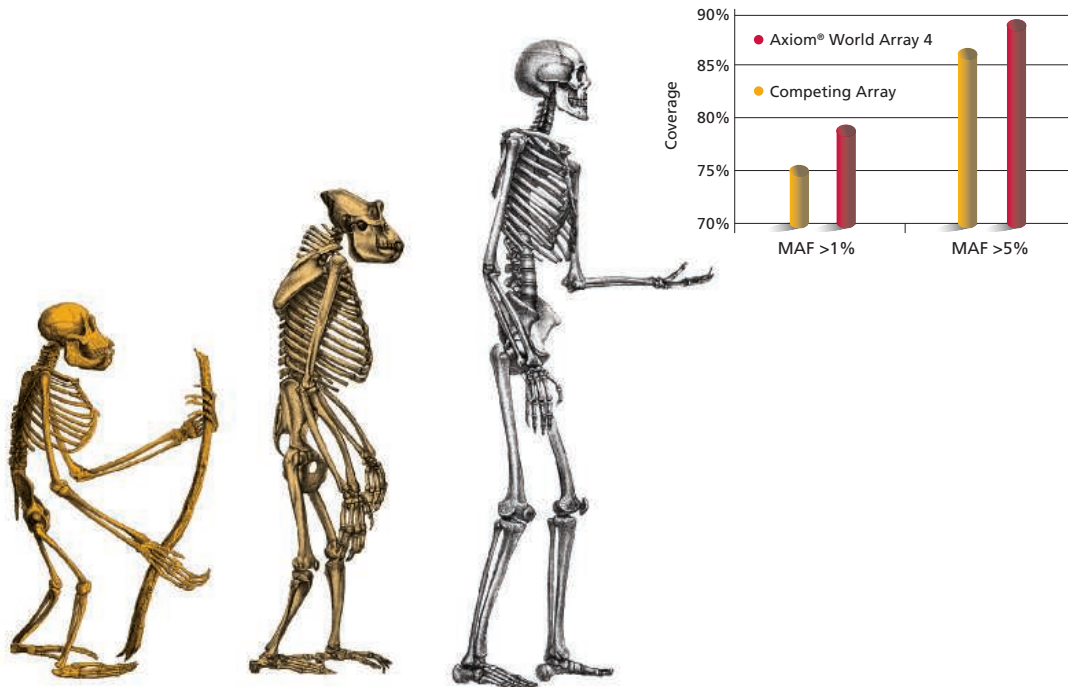 90%
Axiom® World Array 4
85%
Competing Array
80%
Coverage
75%
70%
MAF >1%
MAF >5%